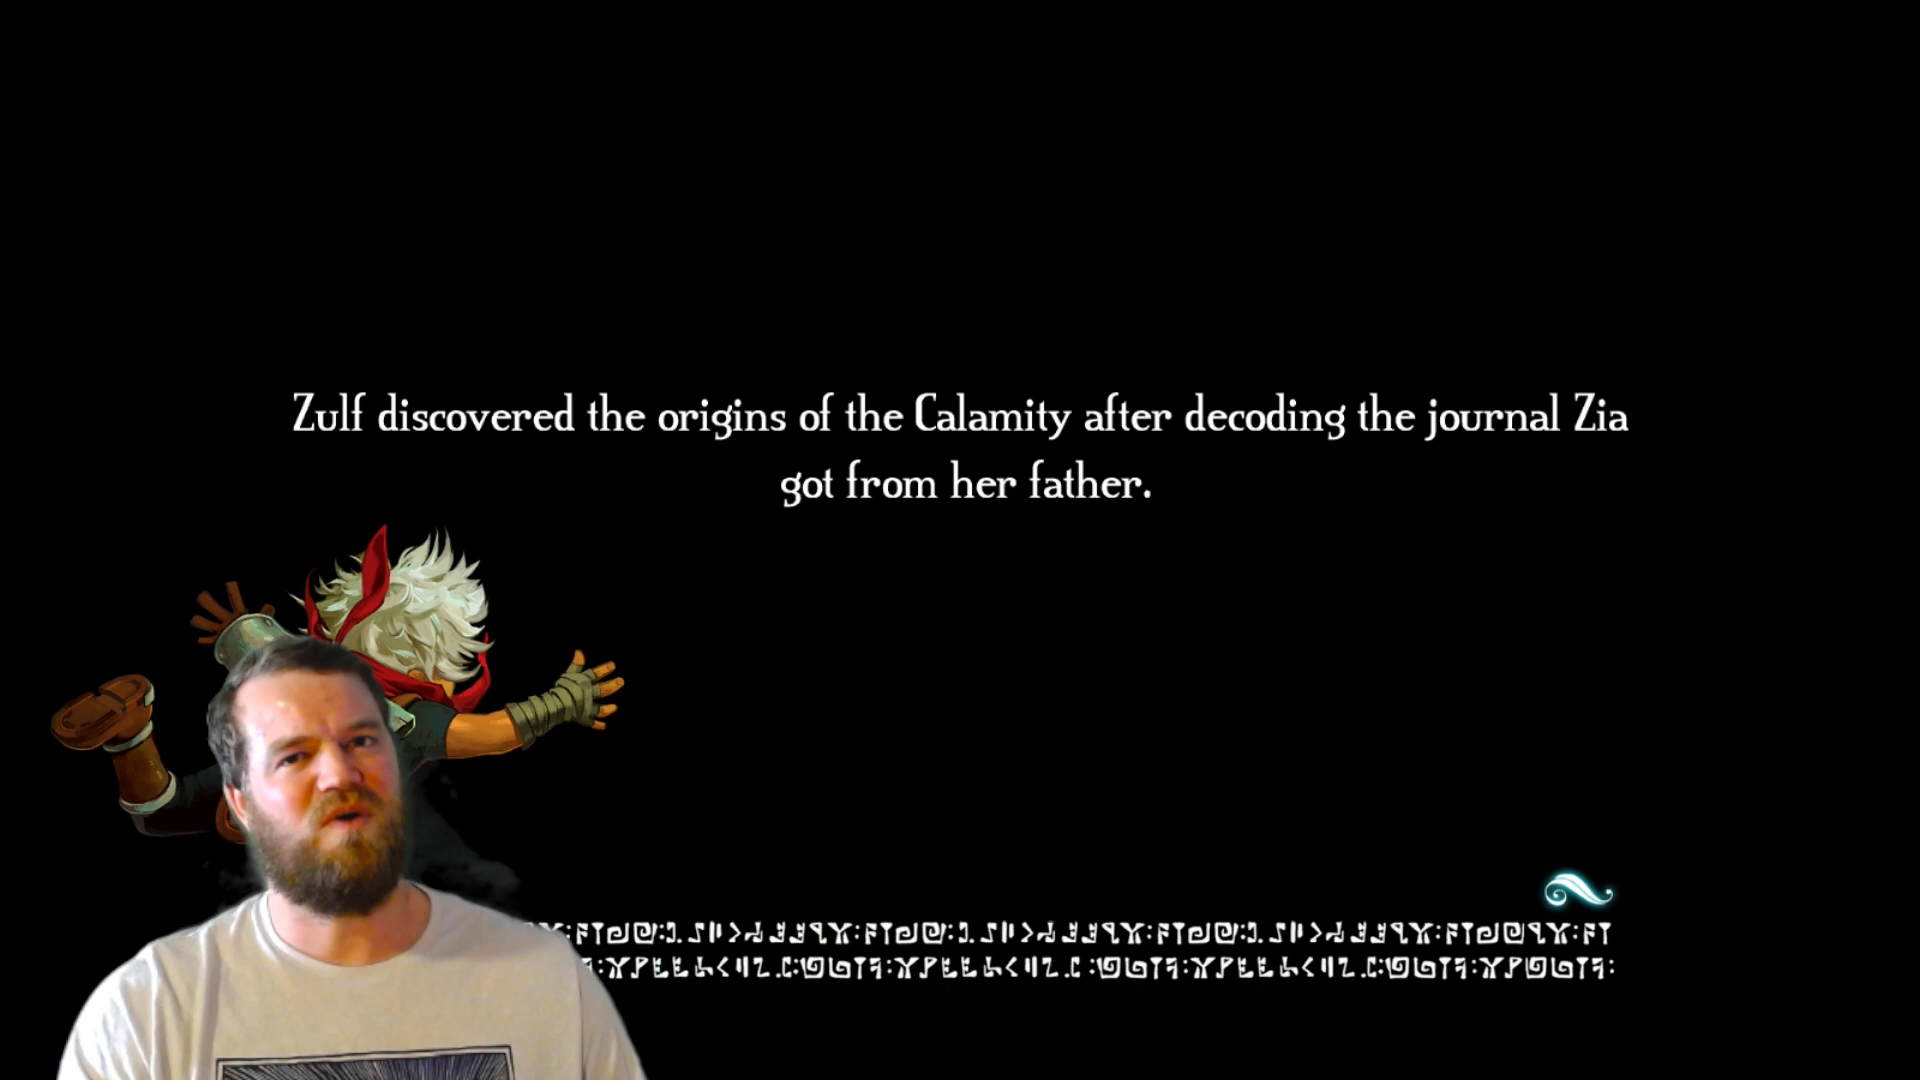 Zulf discovered the origins of the Calamity after decoding the journal Zia
got from her father.